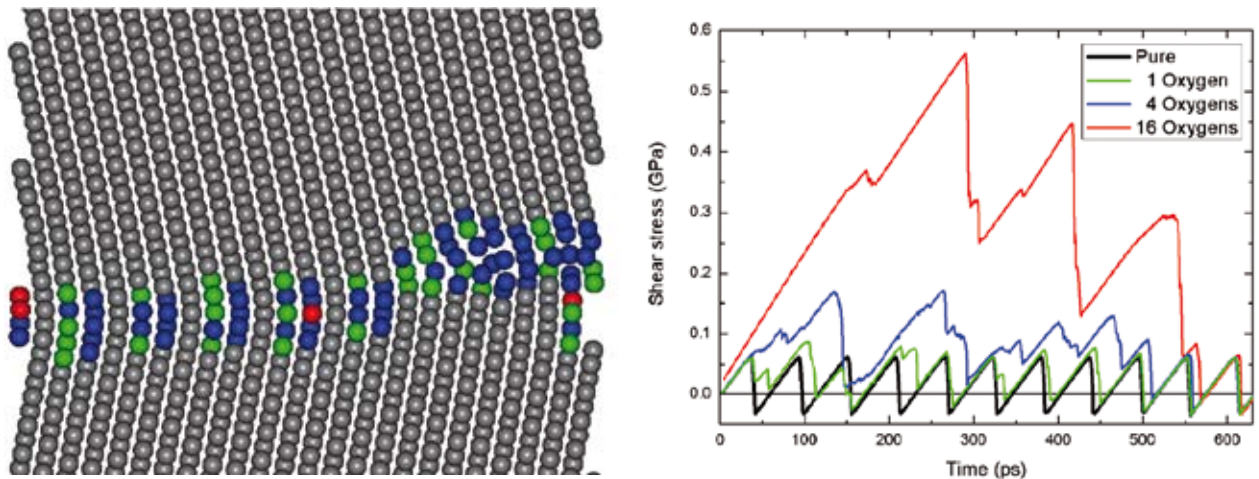 0.6
0.5
0.4
0.3
0.2
0.1
0.0
Shear stress (GPa)
Pure
1 Oxygen
4 Oxygens
16 Oxygens
0 100 200 300 400 500 600
Time (ps)